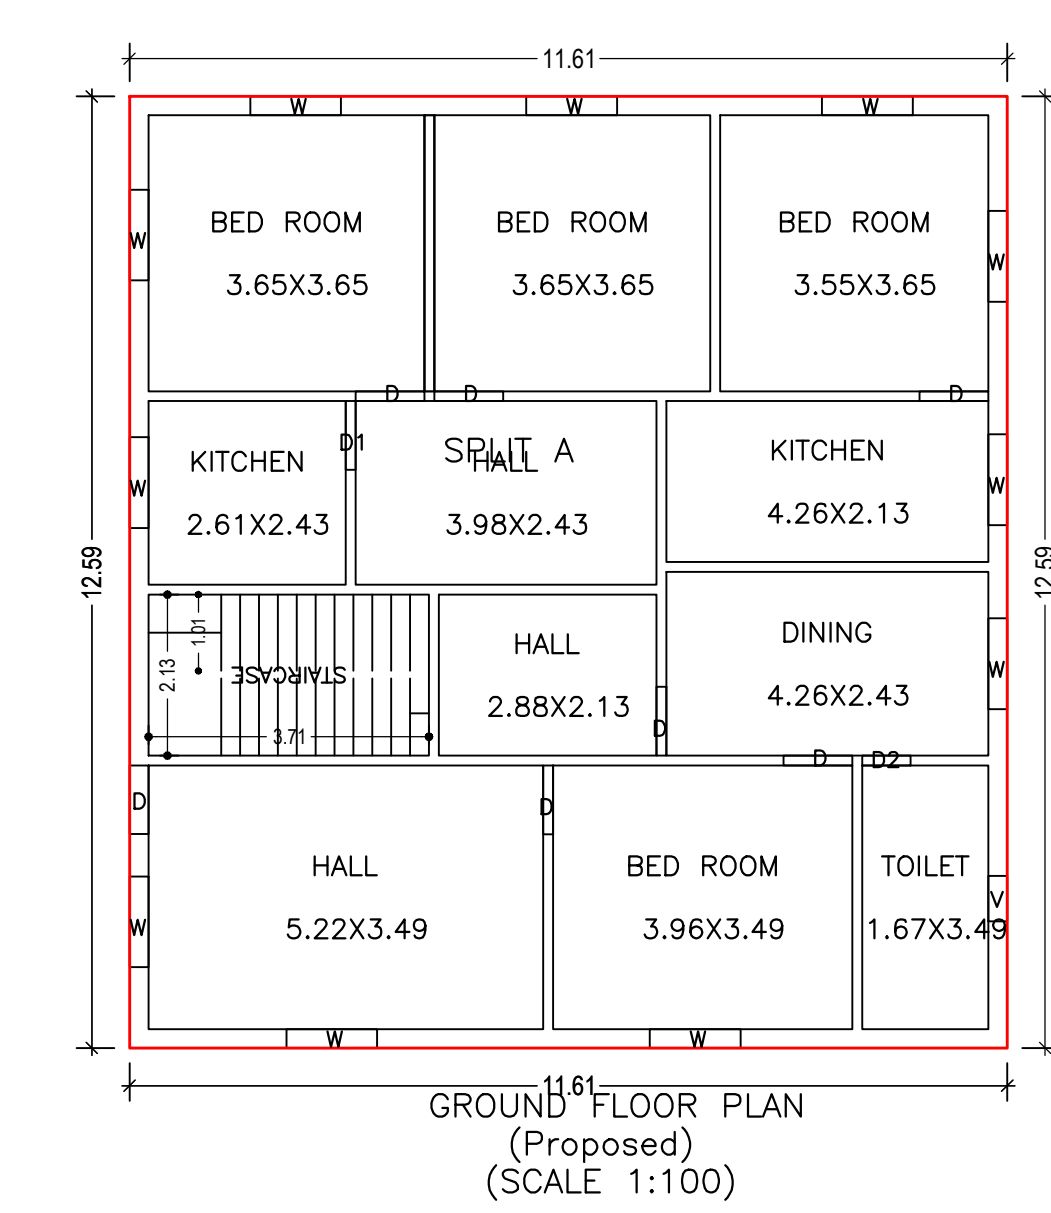 11.61
W W W
BED ROOM BED ROOM BED ROOM
W W
3.65X3.65 3.65X3.65 3.55X3.65
D D D
D1 SPLIT A
KITCHEN HALL KITCHEN
W W
2.61X2.43 3.98X2.43 4.26X2.13
12.59 12.59
1.01
2.13
STAIRCASE
3.71
HALL DINING
W
2.88X2.13 4.26X2.43
D
D D2
D D
HALL BED ROOM TOILET
V
W
5.22X3.49 3.96X3.49 1.67X3.49
W W
11.61
GROUND FLOOR PLAN
(Proposed)
(SCALE 1:100)